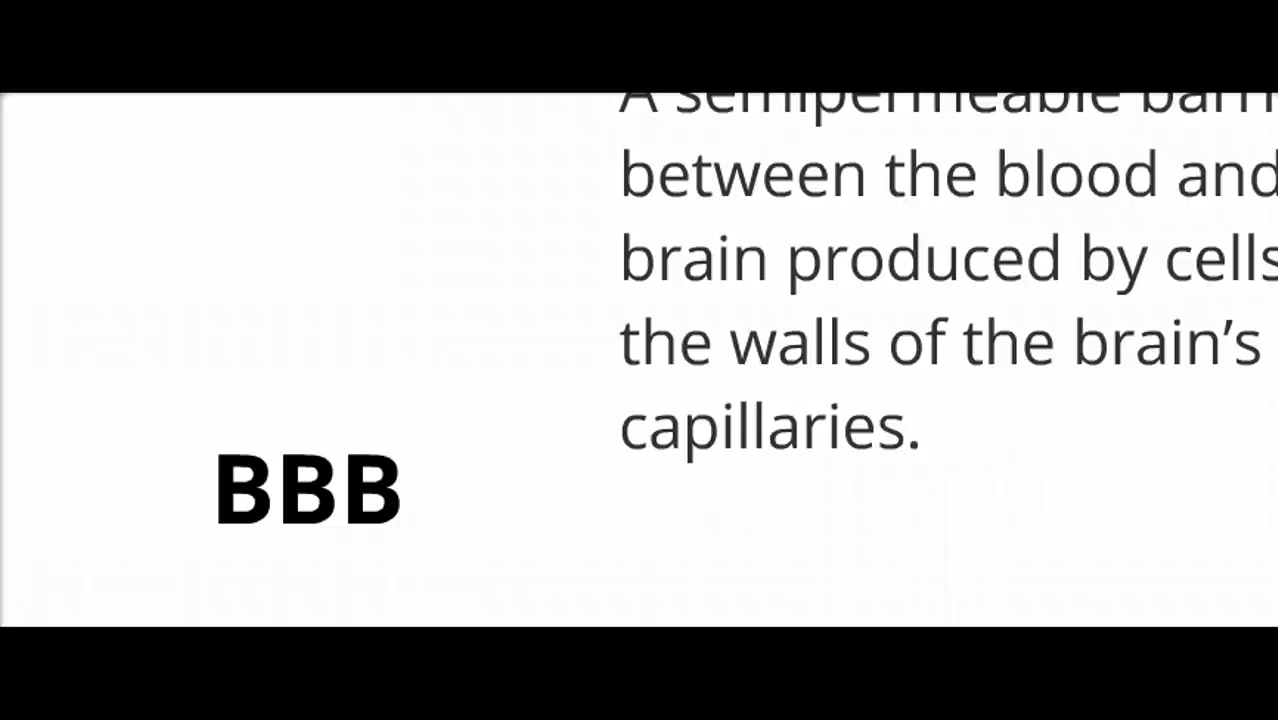 A semipermeable
between the blood and
brain produced by cells
the walls of the brain’s
capillaries.
BBB